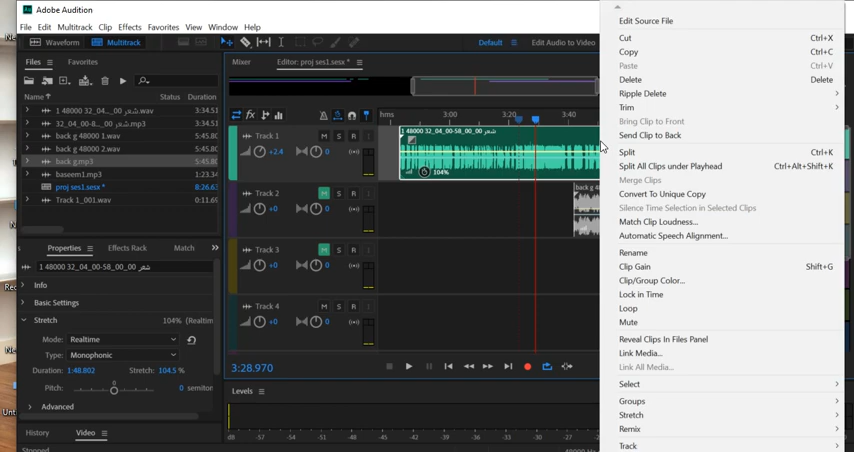 Adobe Audition
File Edit Multitrack Clip Effects Favorites View Window Help
Waveform Multitrack
Default Edit Audio to Video
Files Favorites
Mixer Editor: proj ses1.sesx *
Name Status Duration
1 48000 32_04_..._00 شعر.wav 3:34.51
32_04_00-8..._00 شعر.mp3 3:34.51
back g 48000 1.wav 5:45.80
back g 48000 2.wav 5:45.80
back g.mp3 5:45.80
baseem1.mp3 1:23.34
proj ses1.sesx * 8:26.63
Track 1_001.wav 0:11.69
hms 3:00 3:20 3:40
Track 1 M S R I
+2.4 0
1 48000 32_04_00-58_00_00 شعر
104%
Track 2 M S R I
+0 0
back g 48
Track 3 M S R I
+0 0
Track 4 M S R I
+0 0
3:28.970
Properties Effects Rack Match
1 48000 32_04_00-58_00_00 شعر
Info
Basic Settings
Stretch 104% (Realtim
Mode: Realtime
Type: Monophonic
Duration: 1:48.802 Stretch: 104.5 %
0
Pitch: 0 semiton
Advanced
History Video
Stopped
Levels
dB -57 -54 -51 -48 -45 -42 -39 -36 -33 -30 -27
48000 Hz
Edit Source File
Cut Ctrl+X
Copy Ctrl+C
Paste Ctrl+V
Delete Delete
Ripple Delete
Trim
Bring Clip to Front
Send Clip to Back
Split Ctrl+K
Split All Clips under Playhead Ctrl+Alt+Shift+K
Merge Clips
Convert To Unique Copy
Silence Time Selection in Selected Clips
Match Clip Loudness...
Automatic Speech Alignment...
Rename
Clip Gain Shift+G
Clip/Group Color...
Lock in Time
Loop
Mute
Reveal Clips In Files Panel
Link Media...
Link All Media...
Select
Groups
Stretch
Remix
Track